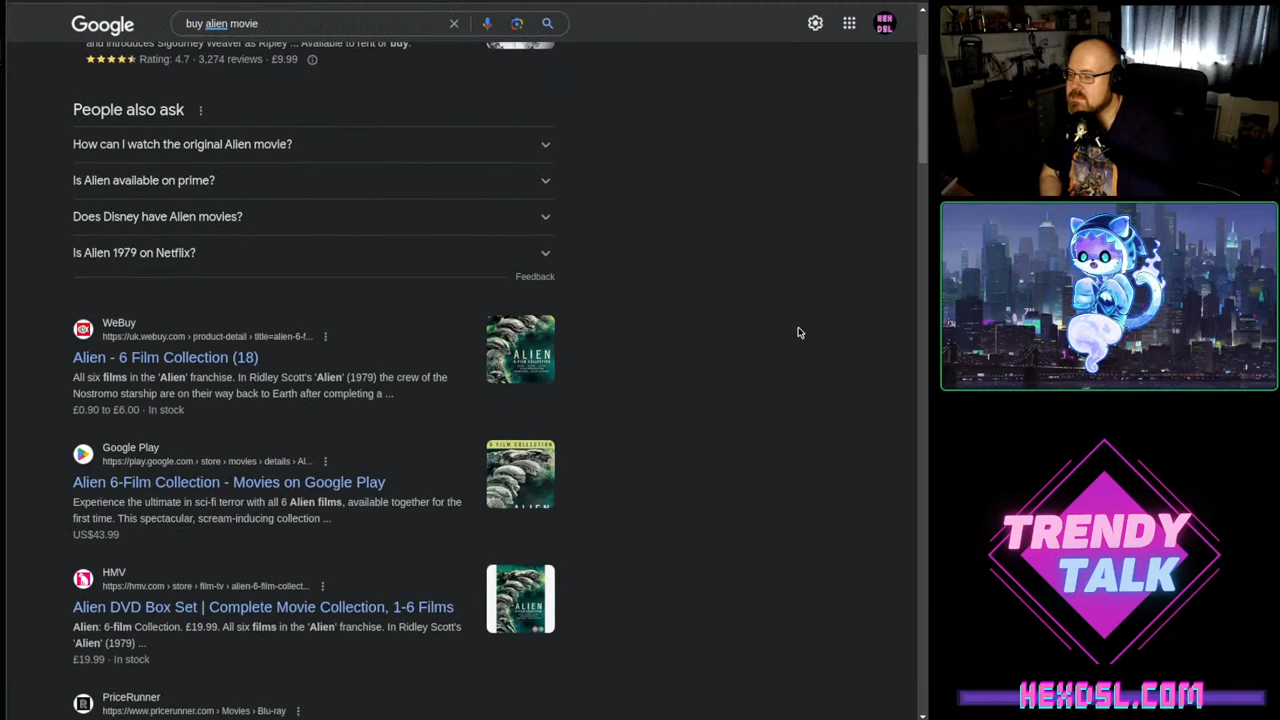 Google
buy alien movie
HEX
DSL
and introduces Sigourney Weaver as Ripley ... Available to rent or buy.
Rating: 4.7 · 3,274 reviews · £9.99
People also ask
How can I watch the original Alien movie?
Is Alien available on prime?
Does Disney have Alien movies?
Is Alien 1979 on Netflix?
Feedback
WeBuy
https://uk.webuy.com › product-detail › title=alien-6-f...
Alien - 6 Film Collection (18)
All six films in the 'Alien' franchise. In Ridley Scott's 'Alien' (1979) the crew of the
Nostromo starship are on their way back to Earth after completing a ...
£0.90 to £6.00 · In stock
ALIEN
Google Play
https://play.google.com › store › movies › details › Al...
Alien 6-Film Collection - Movies on Google Play
Experience the ultimate in sci-fi terror with all 6 Alien films, available together for the
first time. This spectacular, scream-inducing collection ...
US$43.99
6 FILM COLLECTION
ALIEN
HMV
https://hmv.com › store › film-tv › alien-6-film-collect...
Alien DVD Box Set | Complete Movie Collection, 1-6 Films
Alien: 6-film Collection. £19.99. All six films in the 'Alien' franchise. In Ridley Scott's
'Alien' (1979) ...
£19.99 · In stock
ALIEN
PriceRunner
https://www.pricerunner.com › Movies › Blu-ray
TRENDY
TALK
HEXDSL.COM